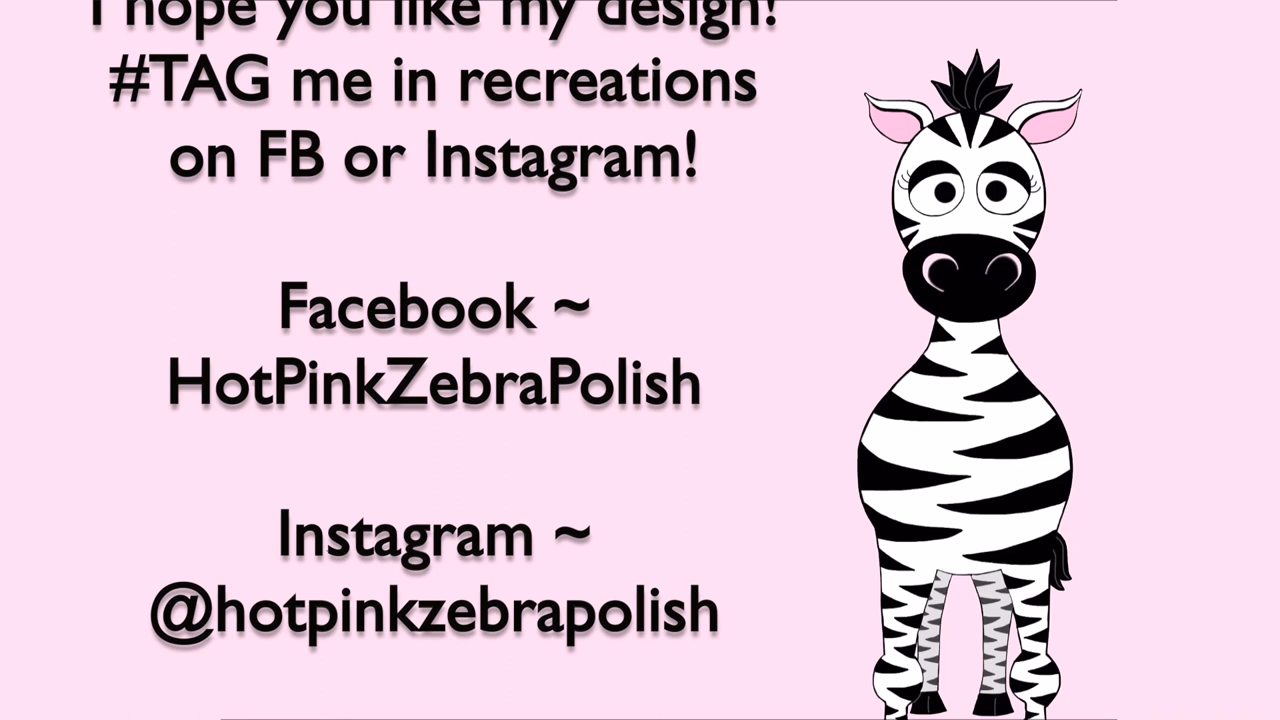 I hope you like my design!
#TAG me in recreations
on FB or Instagram!
Facebook ~
HotPinkZebraPolish
Instagram ~
@hotpinkzebrapolish